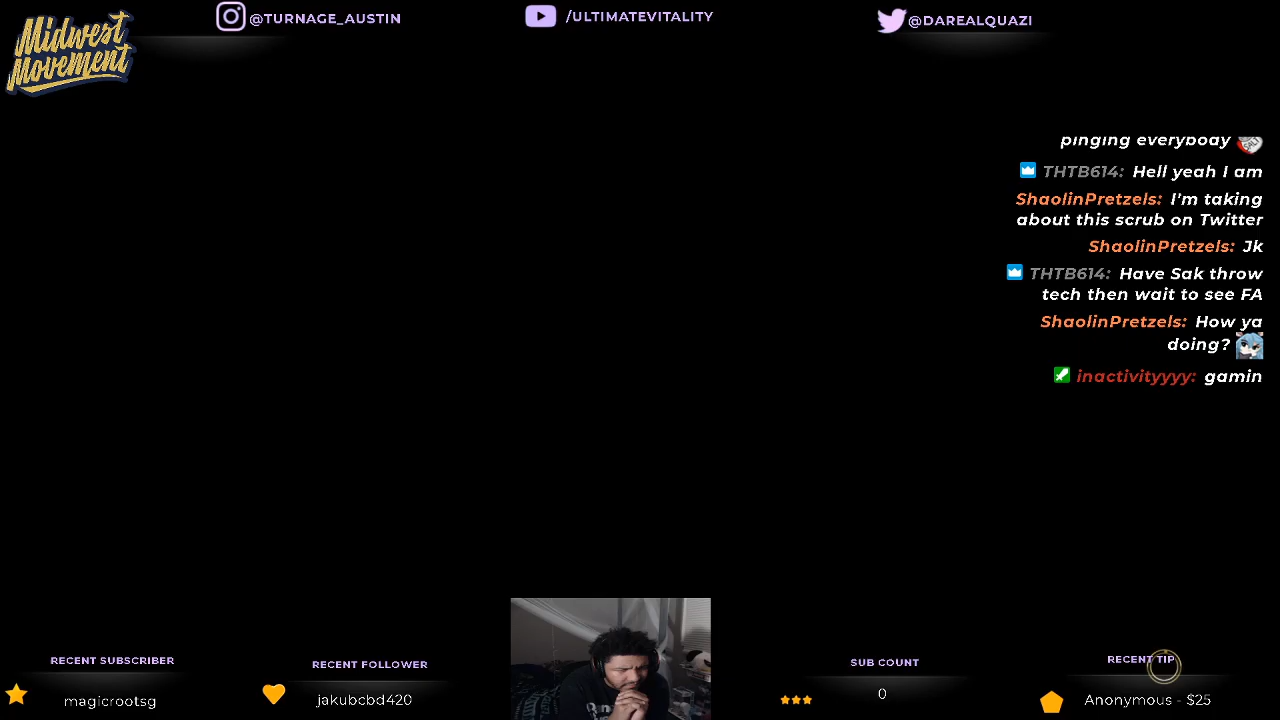 Midwest
Movement
@TURNAGE_AUSTIN
/ULTIMATEVITALITY
@DAREALQUAZI
pinging everybody
THTB614: Hell yeah I am
ShaolinPretzels: I'm taking
about this scrub on Twitter
ShaolinPretzels: Jk
THTB614: Have Sak throw
tech then wait to see FA
ShaolinPretzels: How ya
doing?
inactivityyyy: gamin
RECENT SUBSCRIBER
magicrootsg
RECENT FOLLOWER
jakubcbd420
SUB COUNT
0
RECENT TIP
Anonymous - $25